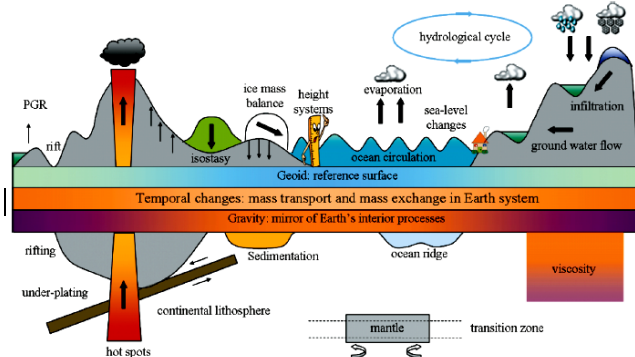 hydrological cycle
PGR
rift
ice mass
balance
height
systems
evaporation
sea-level
changes
infiltration
isostasy
ocean circulation
ground water flow
Geoid: reference surface
Temporal changes: mass transport and mass exchange in Earth system
Gravity: mirror of Earth's interior processes
rifting
Sedimentation
ocean ridge
viscosity
under-plating
continental lithosphere
mantle
transition zone
hot spots